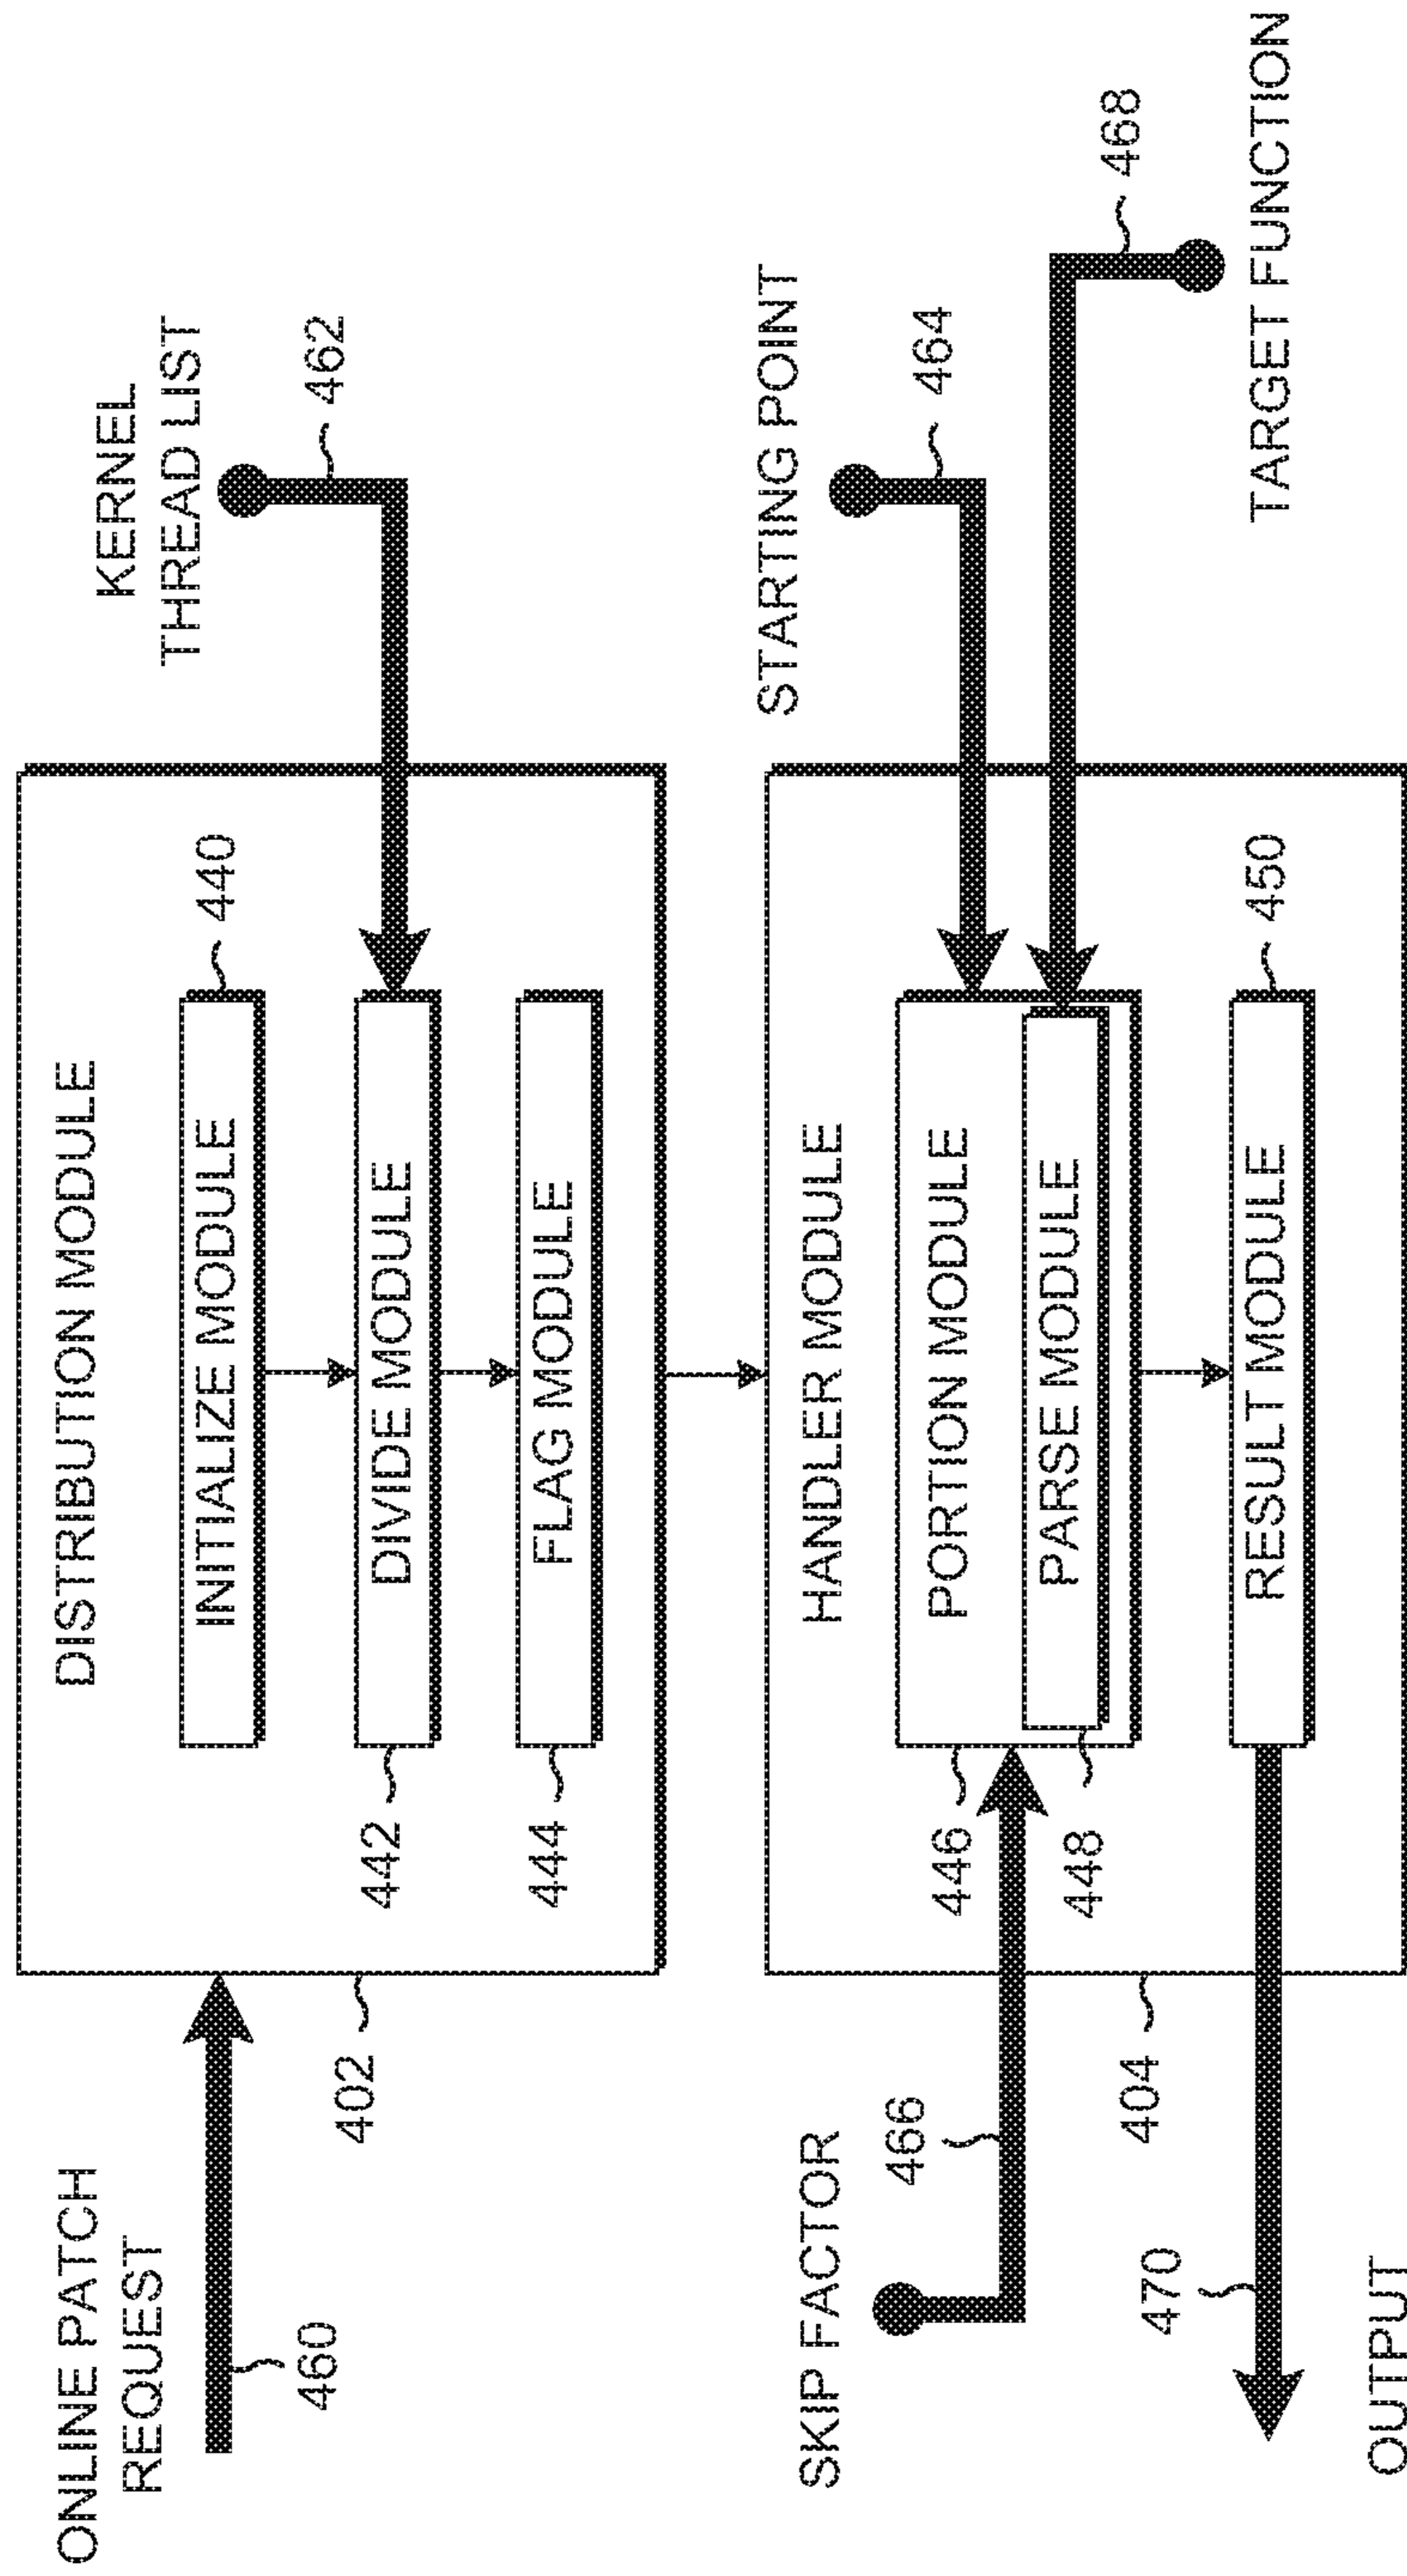 ONLINE PATCH
REQUEST
460
402
DISTRIBUTION MODULE
INITIALIZE MODULE
440
DIVIDE MODULE
442
FLAG MODULE
444
KERNEL
THREAD LIST
462
SKIP FACTOR
466
404
HANDLER MODULE
PORTION MODULE
446
PARSE MODULE
448
RESULT MODULE
450
STARTING POINT
464
468
TARGET FUNCTION
470
OUTPUT